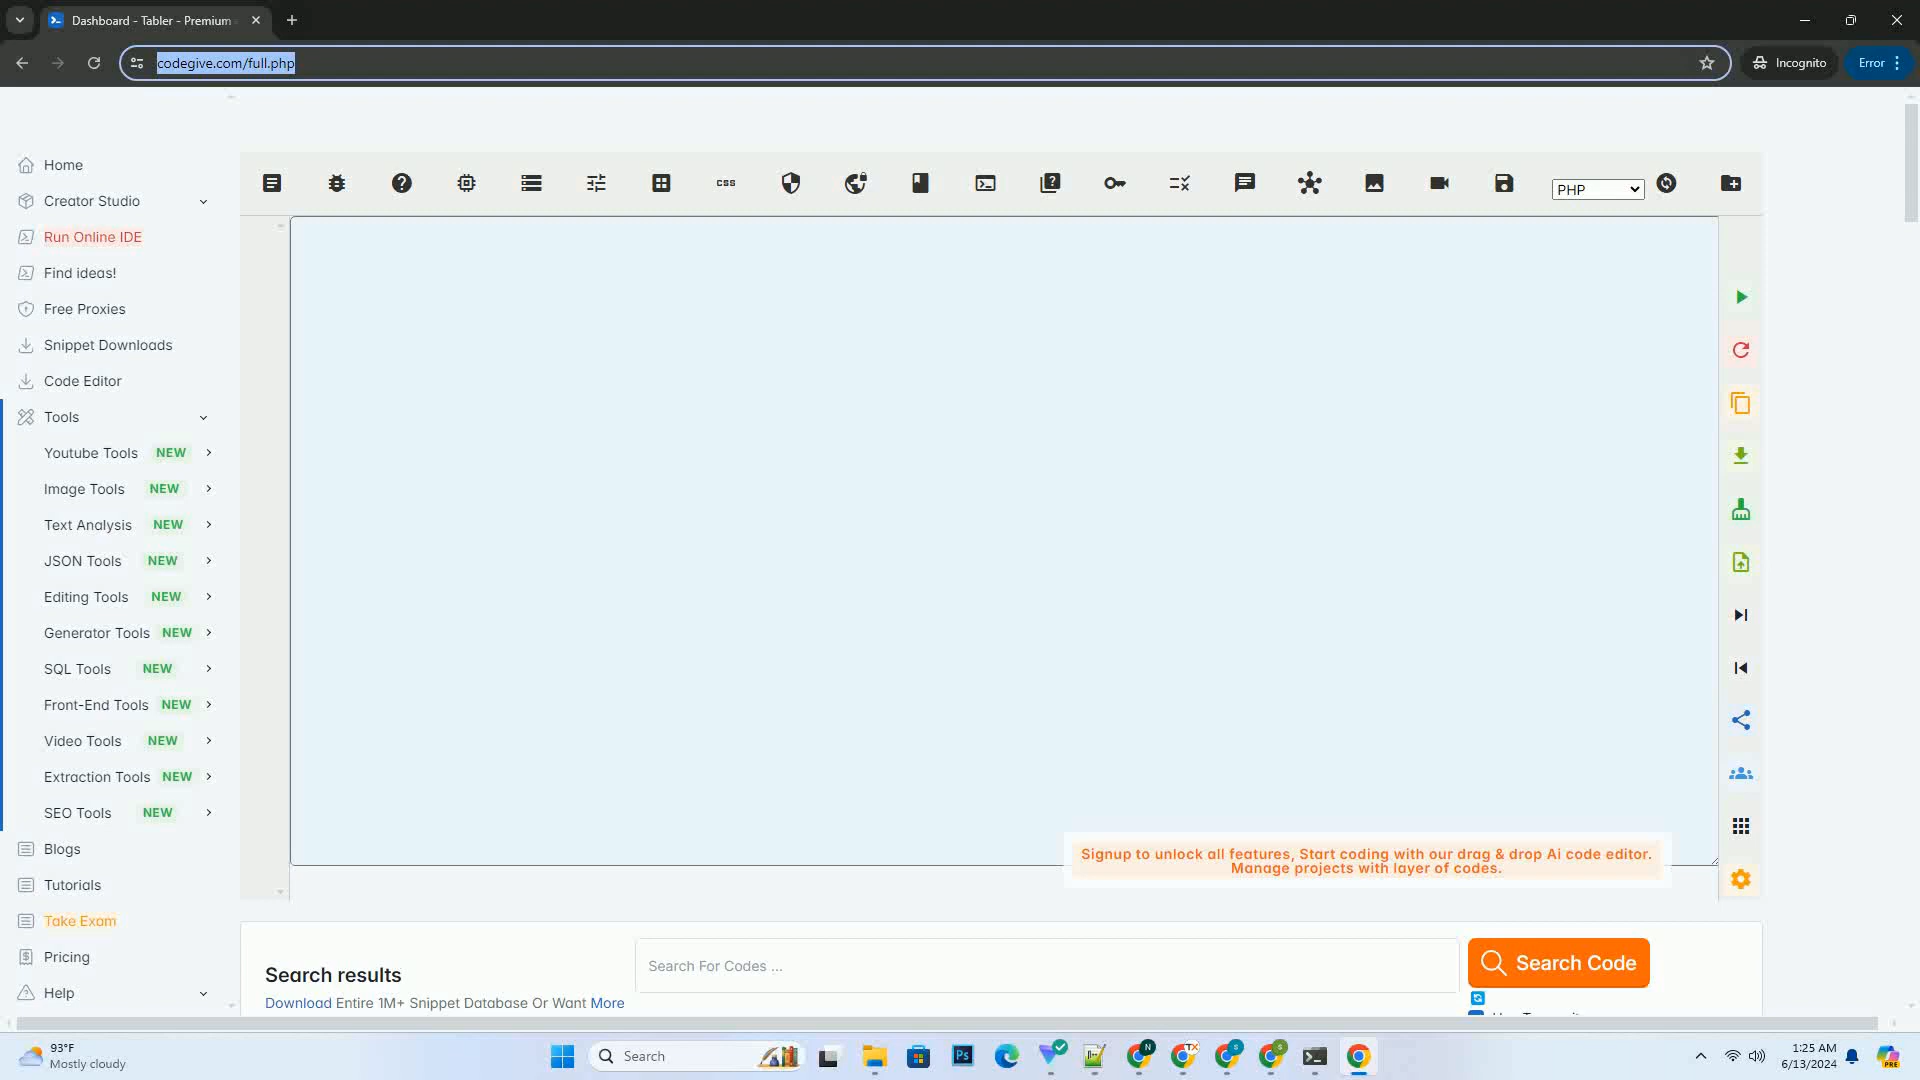 Dashboard - Tabler - Premium
codegive.com/full.php
Incognito
Error
Home
Creator Studio
Run Online IDE
Find ideas!
Free Proxies
Snippet Downloads
Code Editor
Tools
Youtube Tools NEW
Image Tools NEW
Text Analysis NEW
JSON Tools NEW
Editing Tools NEW
Generator Tools NEW
SQL Tools NEW
Front-End Tools NEW
Video Tools NEW
Extraction Tools NEW
SEO Tools NEW
Blogs
Tutorials
Take Exam
Pricing
Help
css
PHP
Signup to unlock all features, Start coding with our drag & drop Ai code editor.
Manage projects with layer of codes.
Search results
Download Entire 1M+ Snippet Database Or Want More
Search For Codes ...
Search Code
93°F
Mostly cloudy
Search
Ps
N
TX
S
S
1:25 AM
6/13/2024
PRE